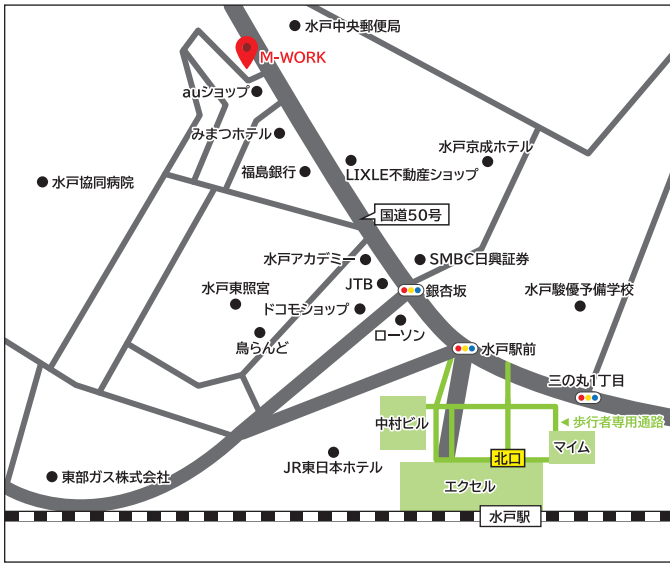 水戸中央郵便局
M-WORK
auショップ
みまつホテル
水戸京成ホテル
福島銀行
LIXLE不動産ショップ
水戸協同病院
国道50号
水戸アカデミー
SMBC日興証券
JTB
銀杏坂
水戸東照宮
水戸駿優予備学校
ドコモショップ
ローソン
鳥らんど
水戸駅前
三の丸1丁目
中村ビル
歩行者専用通路
マイム
北口
JR東日本ホテル
東部ガス株式会社
エクセル
水戸駅